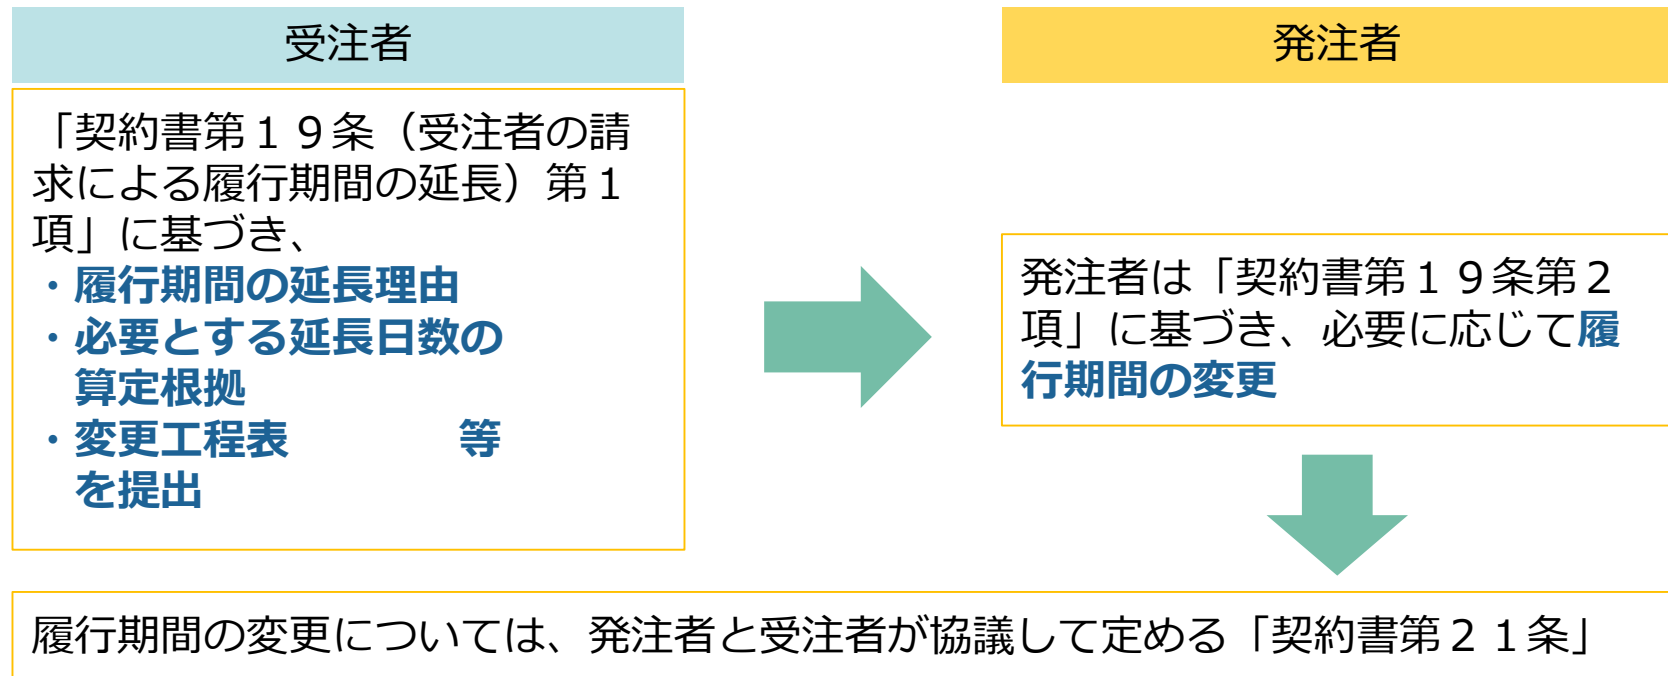 受注者
「契約書第１９条（受注者の請
求による履行期間の延長）第１
項」に基づき、
・履行期間の延長理由
・必要とする延長日数の
算定根拠
・変更工程表　　　　等
を提出
発注者
発注者は「契約書第１９条第２
項」に基づき、必要に応じて履
行期間の変更
履行期間の変更については、発注者と受注者が協議して定める「契約書第２１条」